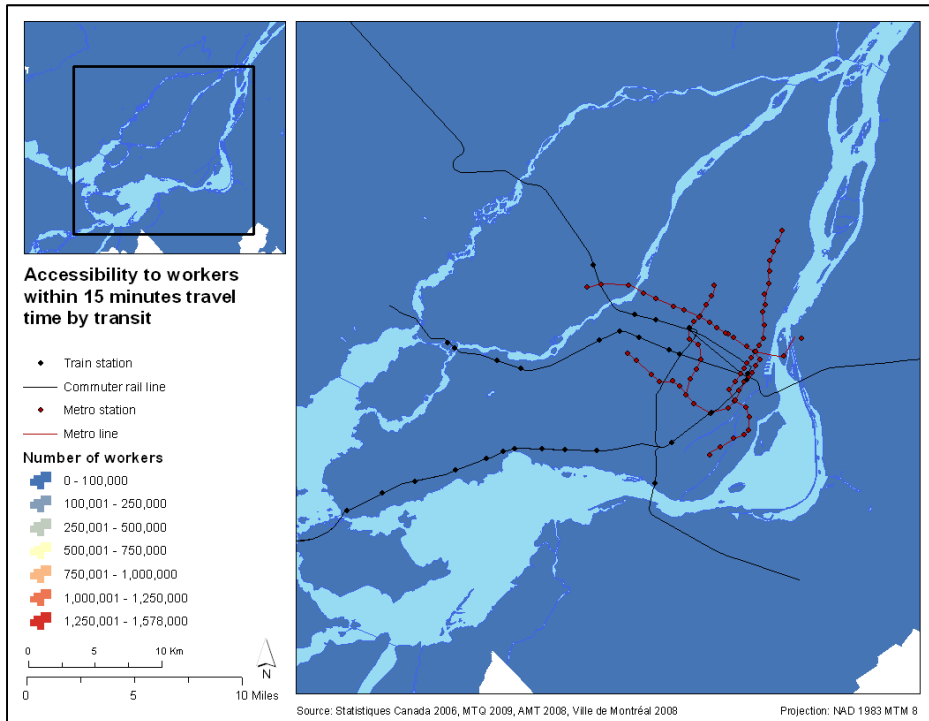 Accessibility to workers
within 15 minutes travel
time by transit
Train station
Commuter rail line
Metro station
Metro line
Number of workers
0 - 100,000
100,001 - 250,000
250,001 - 500,000
500,001 - 750,000
750,001 - 1,000,000
1,000,001 - 1,250,000
1,250,001 - 1,578,000
0 5 10 Km
N
0 5 10 Miles
Source: Statistiques Canada 2006, MTQ 2009, AMT 2008, Ville de Montréal 2008
Projection: NAD 1983 MTM 8